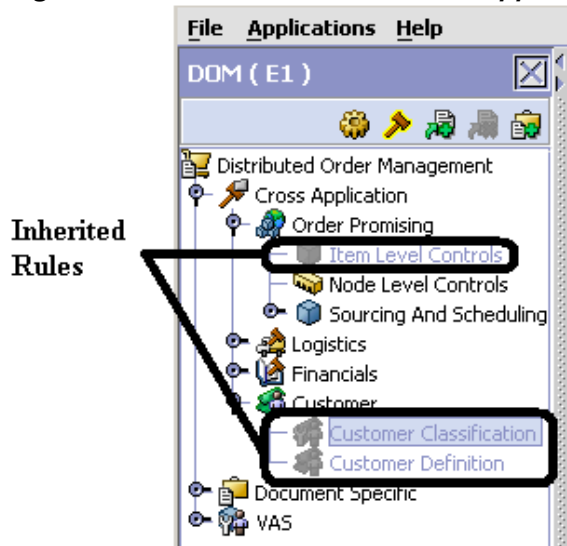 File Applications Help
DOM ( E1 )
Distributed Order Management
Cross Application
Order Promising
Inherited
Rules
Item Level Controls
Node Level Controls
Sourcing And Scheduling
Logistics
Financials
Customer
Customer Classification
Customer Definition
Document Specific
VAS